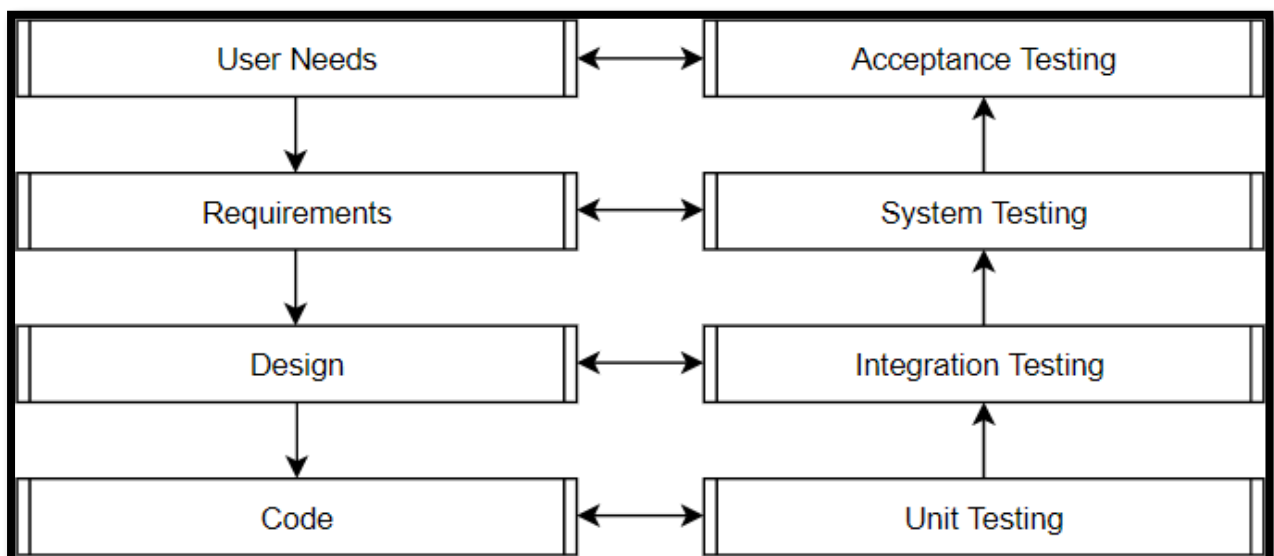 User Needs
Acceptance Testing
Requirements
System Testing
Design
Integration Testing
Code
Unit Testing